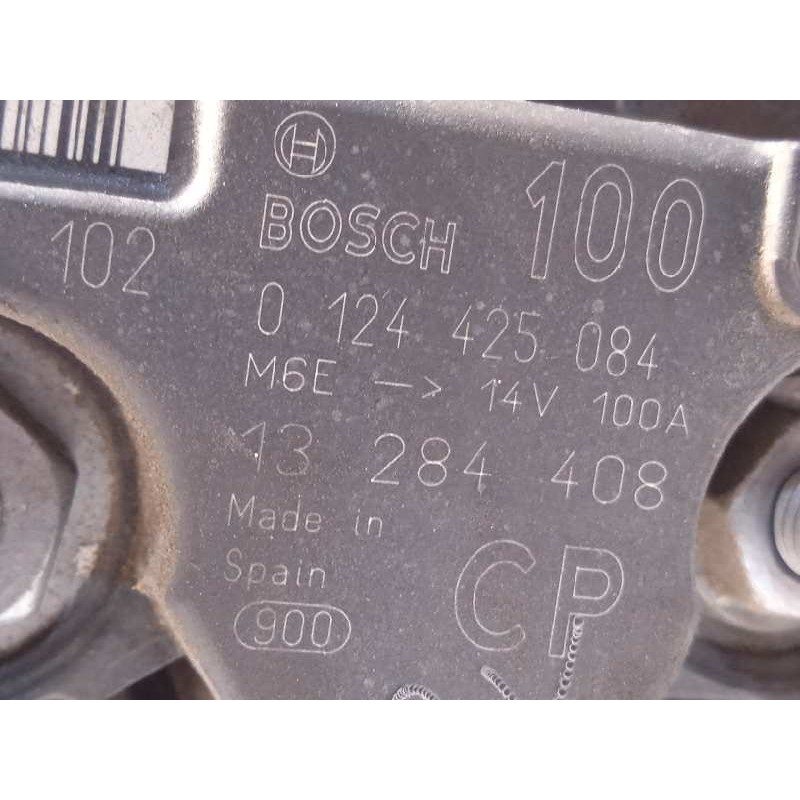 BOSCH 100
102
0 124 425 084
M6E —> 14V 100A
13 284 408
Made in
Spain
900
CP